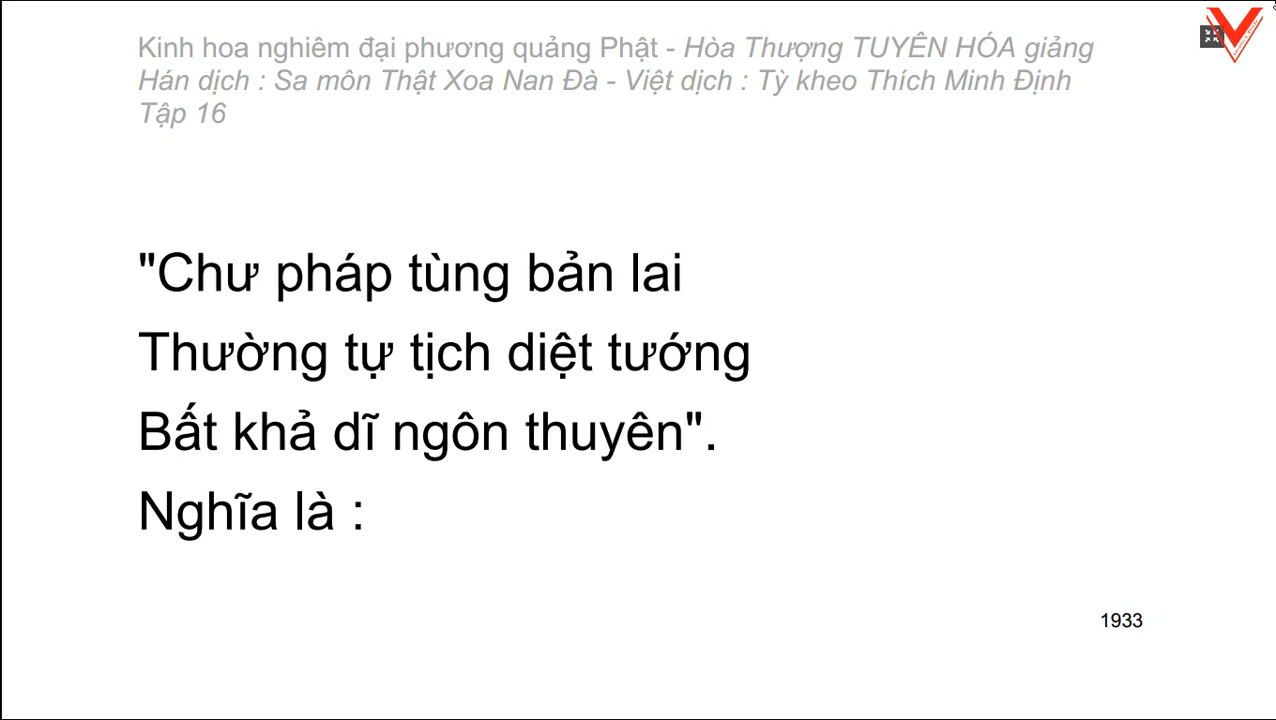 Kinh hoa nghiêm đại phương quảng Phật - Hòa Thượng TUYÊN HÓA giảng
Hán dịch : Sa môn Thật Xoa Nan Đà - Việt dịch : Tỳ kheo Thích Minh Định
Tập 16
"Chư pháp tùng bản lai
Thường tự tịch diệt tướng
Bất khả dĩ ngôn thuyên".
Nghĩa là :
1933